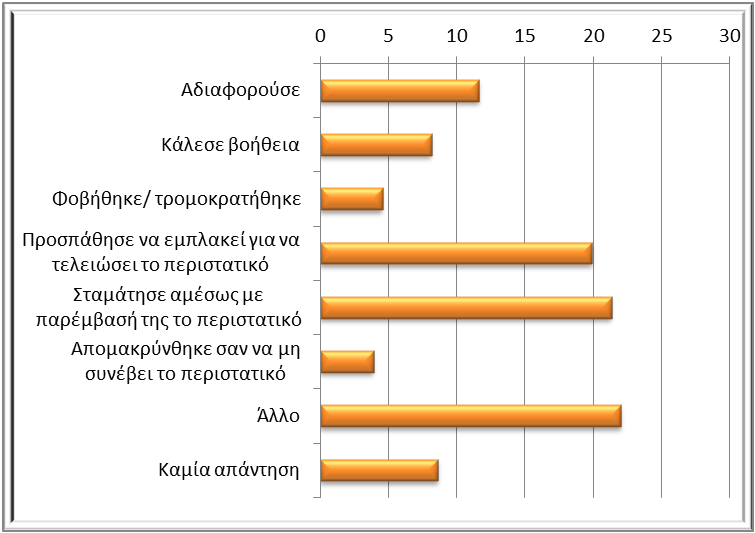 0 5 10 15 20 25 30
Αδιαφορούσε
Κάλεσε βοήθεια
Φοβήθηκε/ τρομοκρατήθηκε
Προσπάθησε να εμπλακεί για να
τελειώσει το περιστατικό
Σταμάτησε αμέσως με
παρέμβασή της το περιστατικό
Απομακρύνθηκε σαν να μη
συνέβει το περιστατικό
Άλλο
Καμία απάντηση